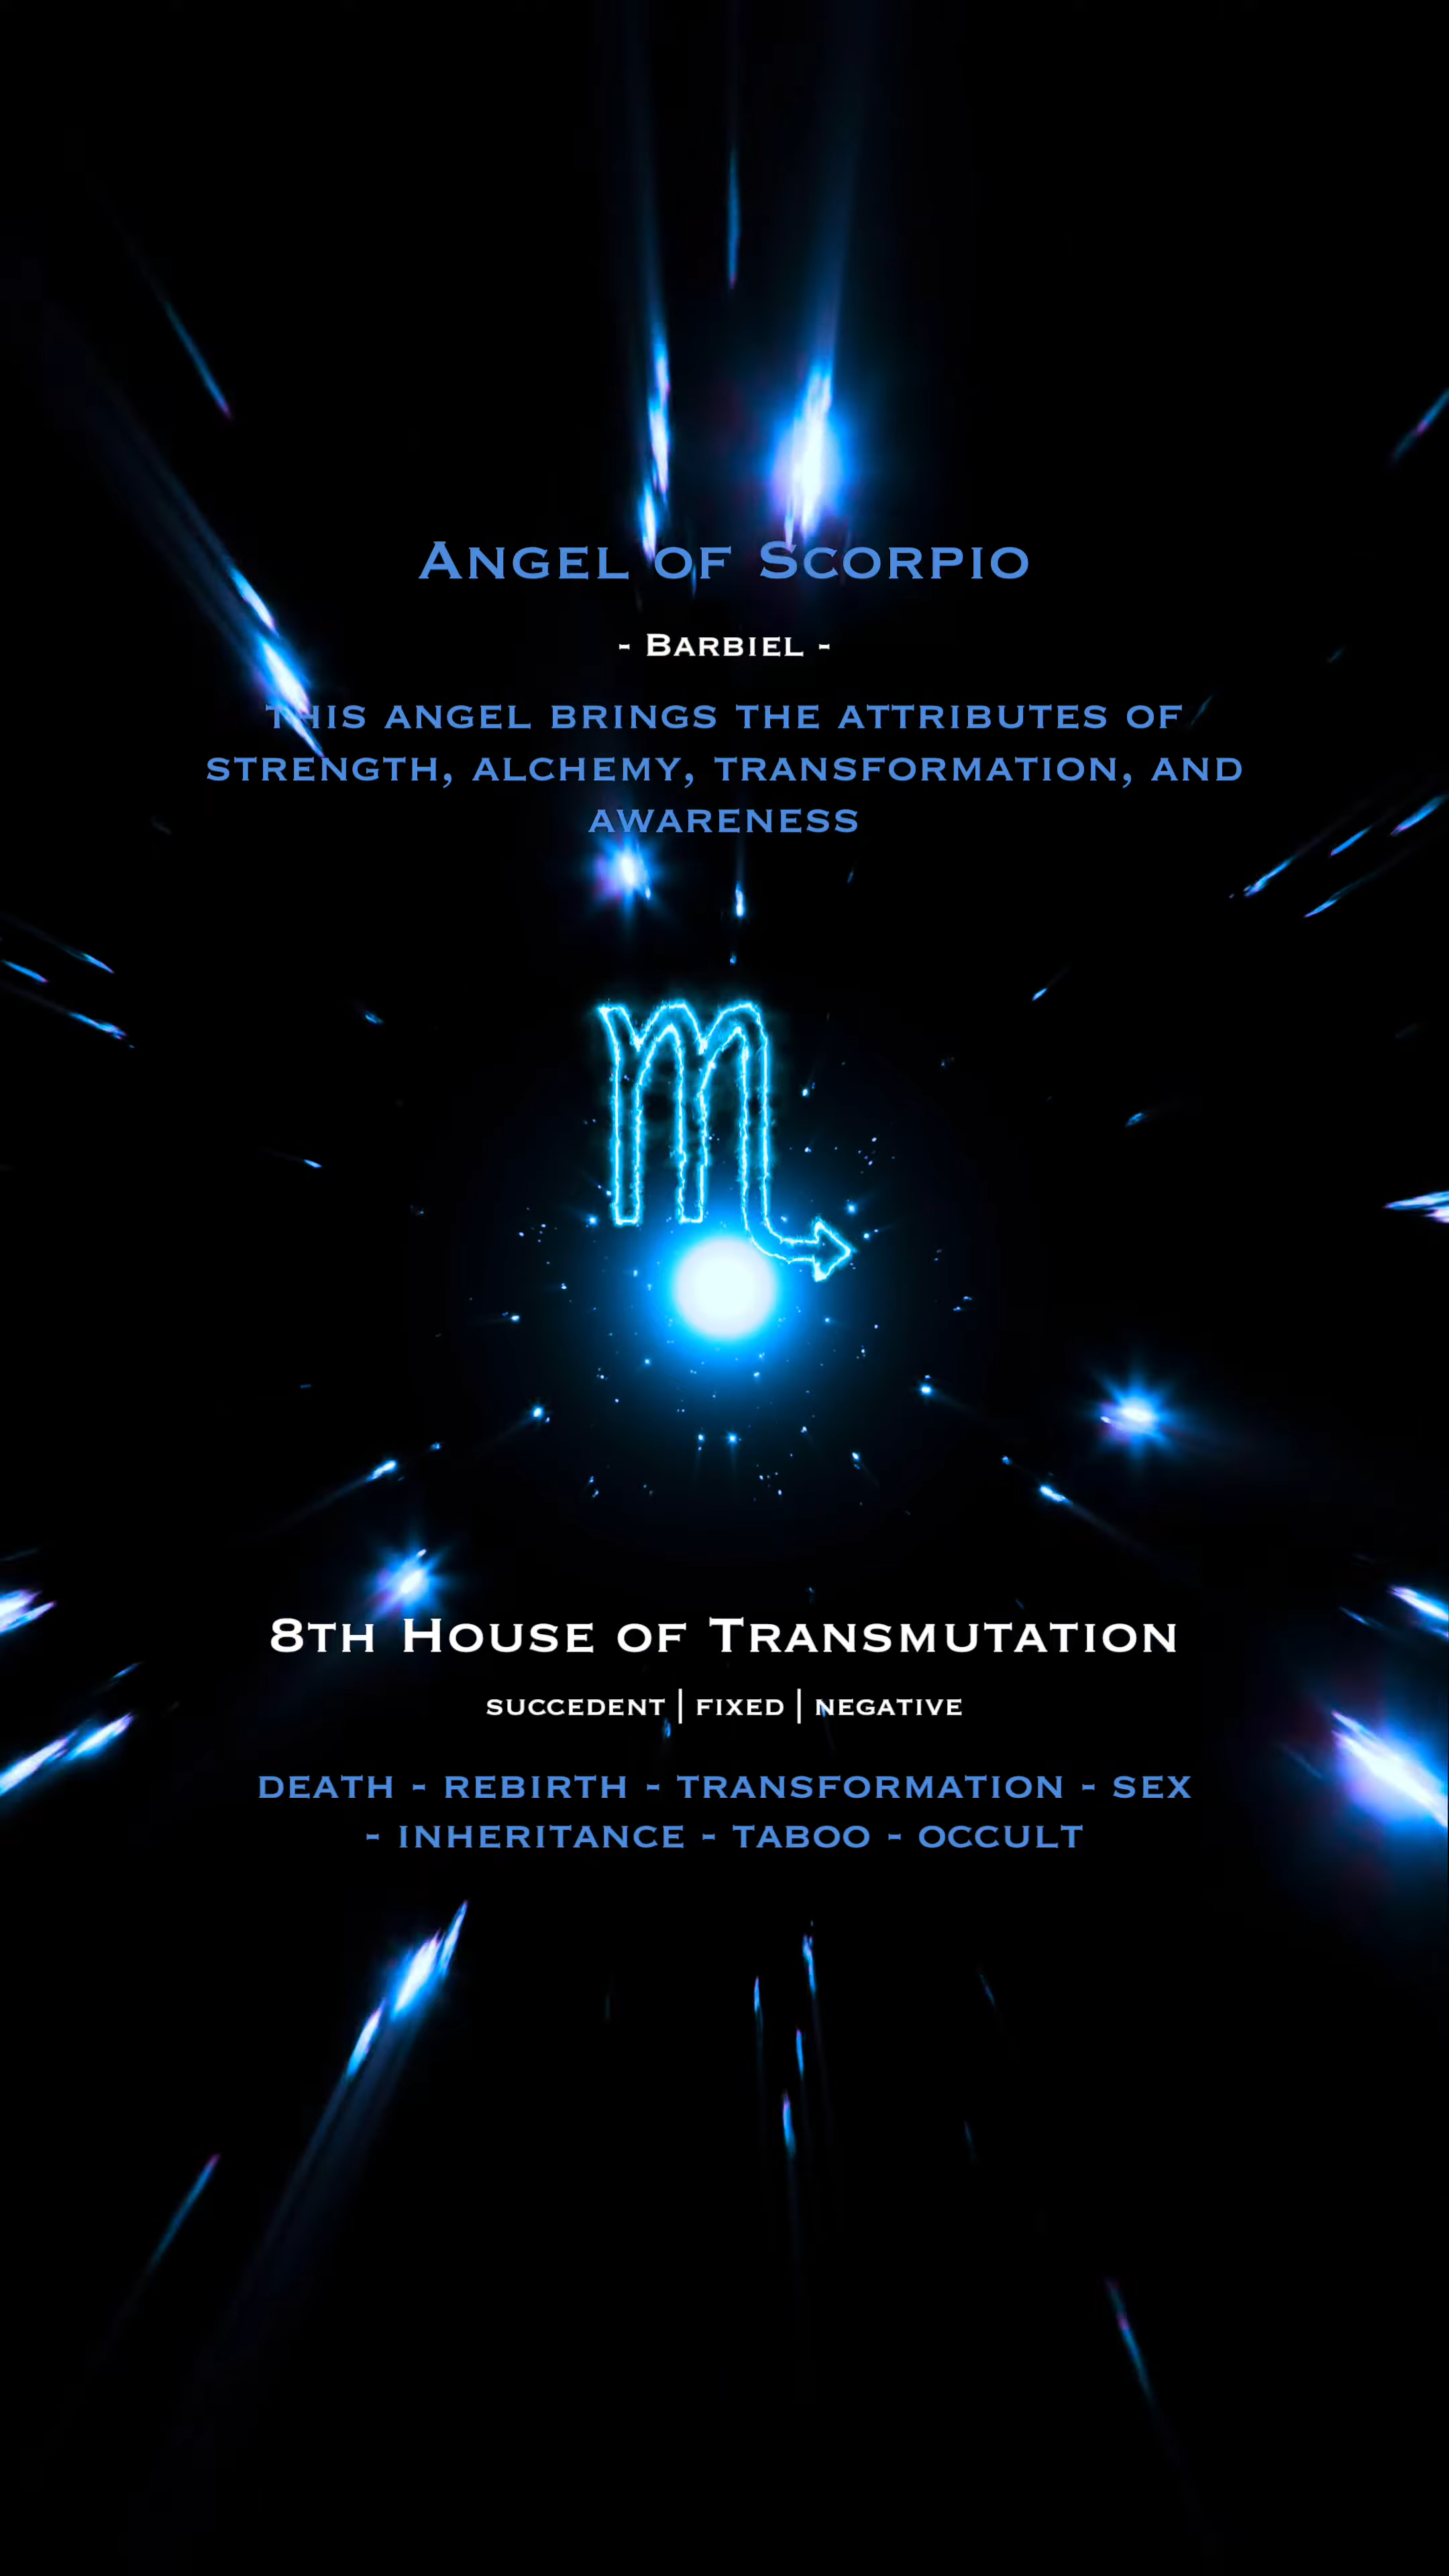 Angel of Scorpio
- Barbiel -
THIS ANGEL BRINGS THE ATTRIBUTES OF
STRENGTH, ALCHEMY, TRANSFORMATION, AND
AWARENESS
8th House of Transmutation
SUCCEDENT | FIXED | NEGATIVE
DEATH - REBIRTH - TRANSFORMATION - SEX
- INHERITANCE - TABOO - OCCULT